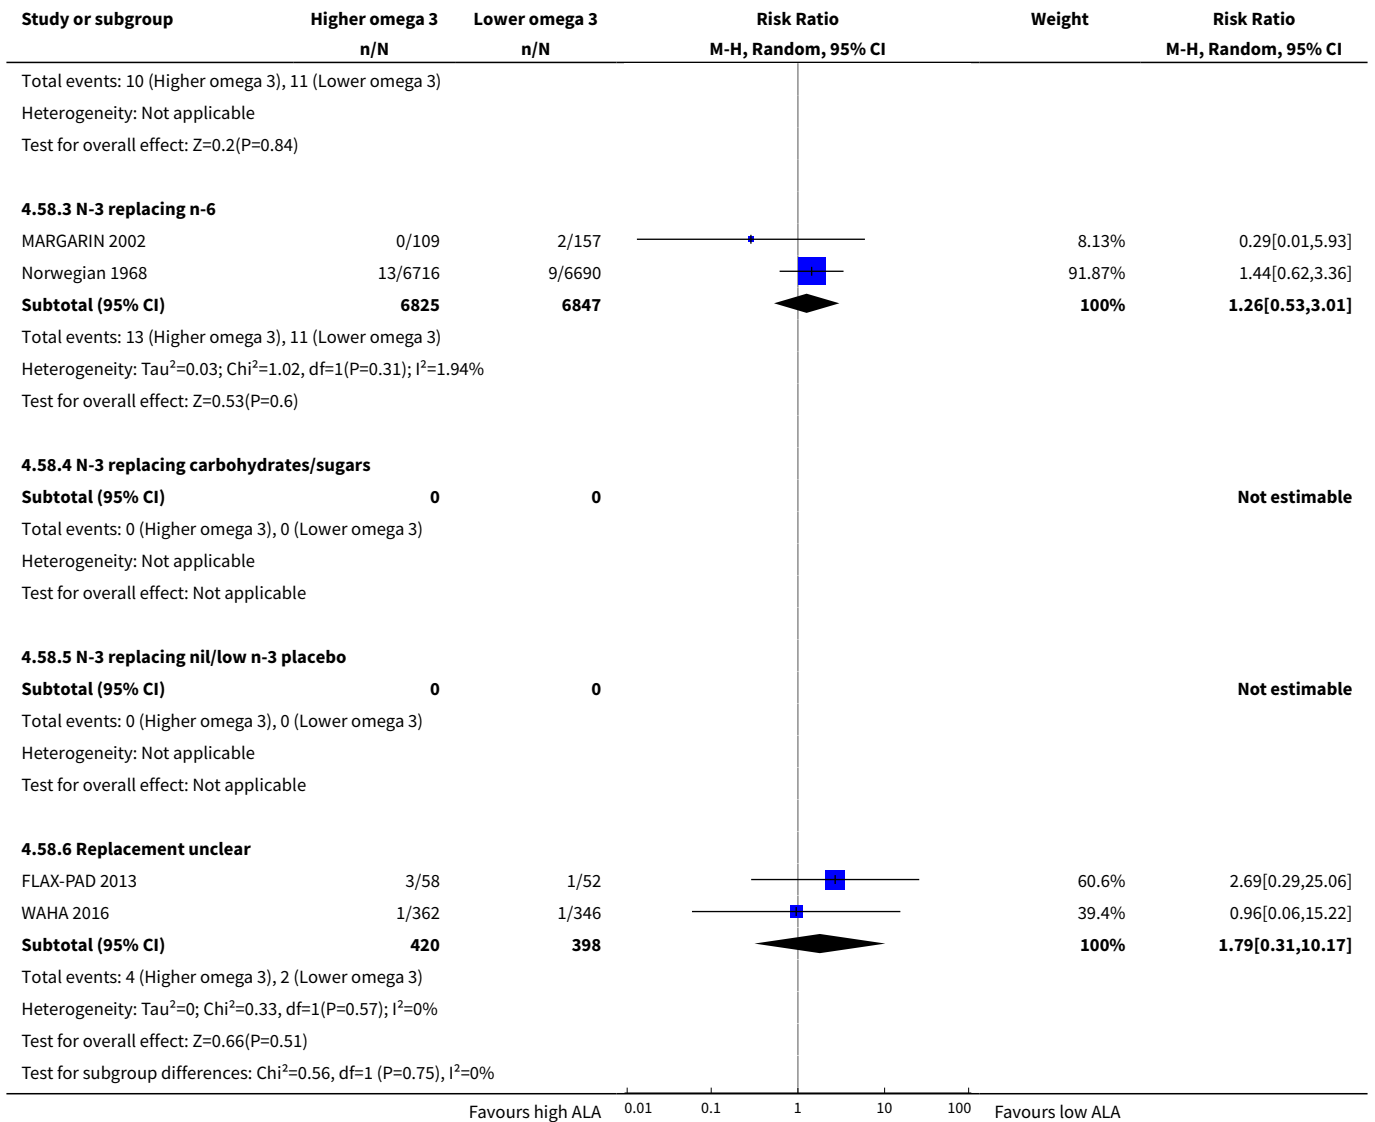 Study or subgroup Higher omega 3 Lower omega 3 Risk Ratio Weight Risk Ratio
n/N n/N M-H, Random, 95% CI M-H, Random, 95% CI
Total events: 10 (Higher omega 3), 11 (Lower omega 3)
Heterogeneity: Not applicable
Test for overall effect: Z=0.2(P=0.84)
4.58.3 N-3 replacing n-6
MARGARIN 2002 0/109 2/157 8.13% 0.29[0.01,5.93]
Norwegian 1968 13/6716 9/6690 91.87% 1.44[0.62,3.36]
Subtotal (95% CI) 6825 6847 100% 1.26[0.53,3.01]
Total events: 13 (Higher omega 3), 11 (Lower omega 3)
Heterogeneity: Tau²=0.03; Chi²=1.02, df=1(P=0.31); I²=1.94%
Test for overall effect: Z=0.53(P=0.6)
4.58.4 N-3 replacing carbohydrates/sugars
Subtotal (95% CI) 0 0 Not estimable
Total events: 0 (Higher omega 3), 0 (Lower omega 3)
Heterogeneity: Not applicable
Test for overall effect: Not applicable
4.58.5 N-3 replacing nil/low n-3 placebo
Subtotal (95% CI) 0 0 Not estimable
Total events: 0 (Higher omega 3), 0 (Lower omega 3)
Heterogeneity: Not applicable
Test for overall effect: Not applicable
4.58.6 Replacement unclear
FLAX-PAD 2013 3/58 1/52 60.6% 2.69[0.29,25.06]
WAHA 2016 1/362 1/346 39.4% 0.96[0.06,15.22]
Subtotal (95% CI) 420 398 100% 1.79[0.31,10.17]
Total events: 4 (Higher omega 3), 2 (Lower omega 3)
Heterogeneity: Tau²=0; Chi²=0.33, df=1(P=0.57); I²=0%
Test for overall effect: Z=0.66(P=0.51)
Test for subgroup differences: Chi²=0.56, df=1 (P=0.75), I²=0%
Favours high ALA 0.01 0.1 1 10 100 Favours low ALA